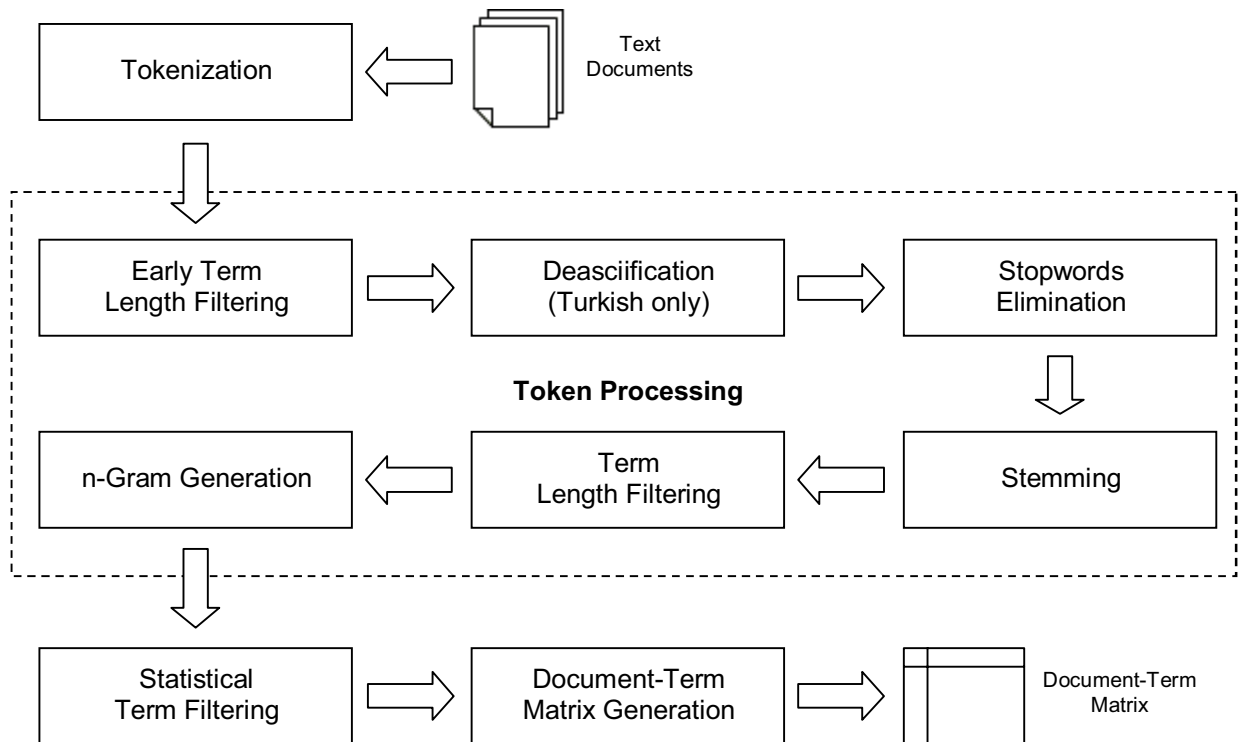 Tokenization
Text
Documents
Early Term
Length Filtering
Deasciification
(Turkish only)
Stopwords
Elimination
Token Processing
n-Gram Generation
Term
Length Filtering
Stemming
Statistical
Term Filtering
Document-Term
Matrix Generation
Document-Term
Matrix